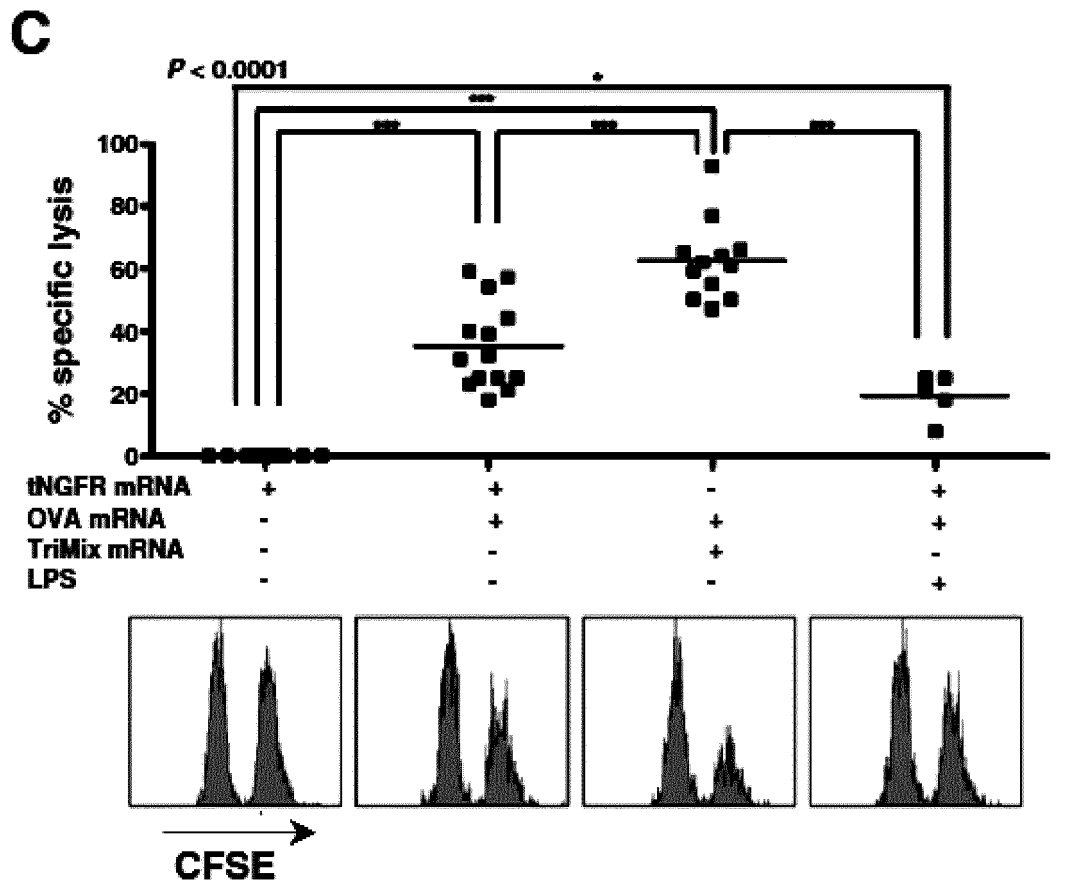 C
P < 0.0001
*
***
*** *** ***
100
80
60
40
20
0
% specific lysis
tNGFR mRNA + + - +
OVA mRNA - + + +
TriMix mRNA - - + -
LPS - - - +
CFSE